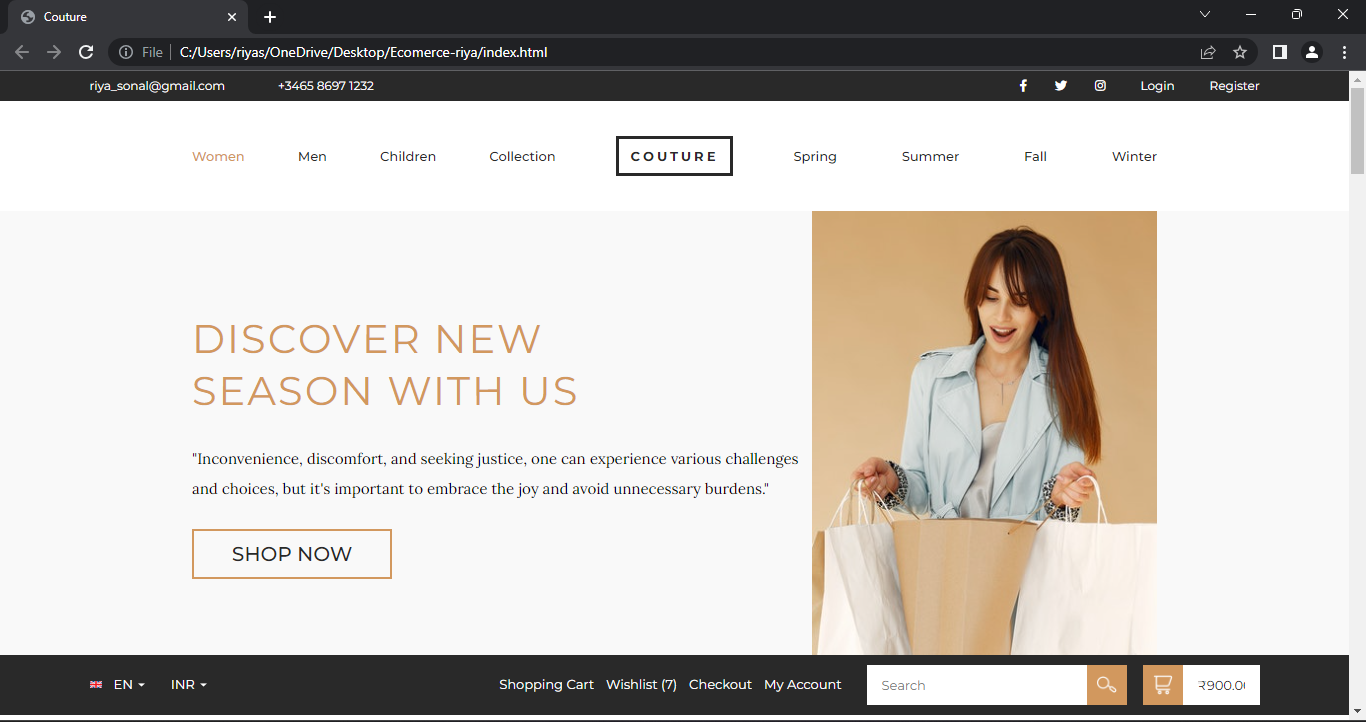 Couture
File C:/Users/riyas/OneDrive/Desktop/Ecomerce-riya/index.html
riya_sonal@gmail.com +3465 8697 1232 Login Register
Women Men Children Collection COUTURE Spring Summer Fall Winter
DISCOVER NEW
SEASON WITH US
"Inconvenience, discomfort, and seeking justice, one can experience various challenges
and choices, but it's important to embrace the joy and avoid unnecessary burdens."
SHOP NOW
EN INR Shopping Cart Wishlist (7) Checkout My Account Search